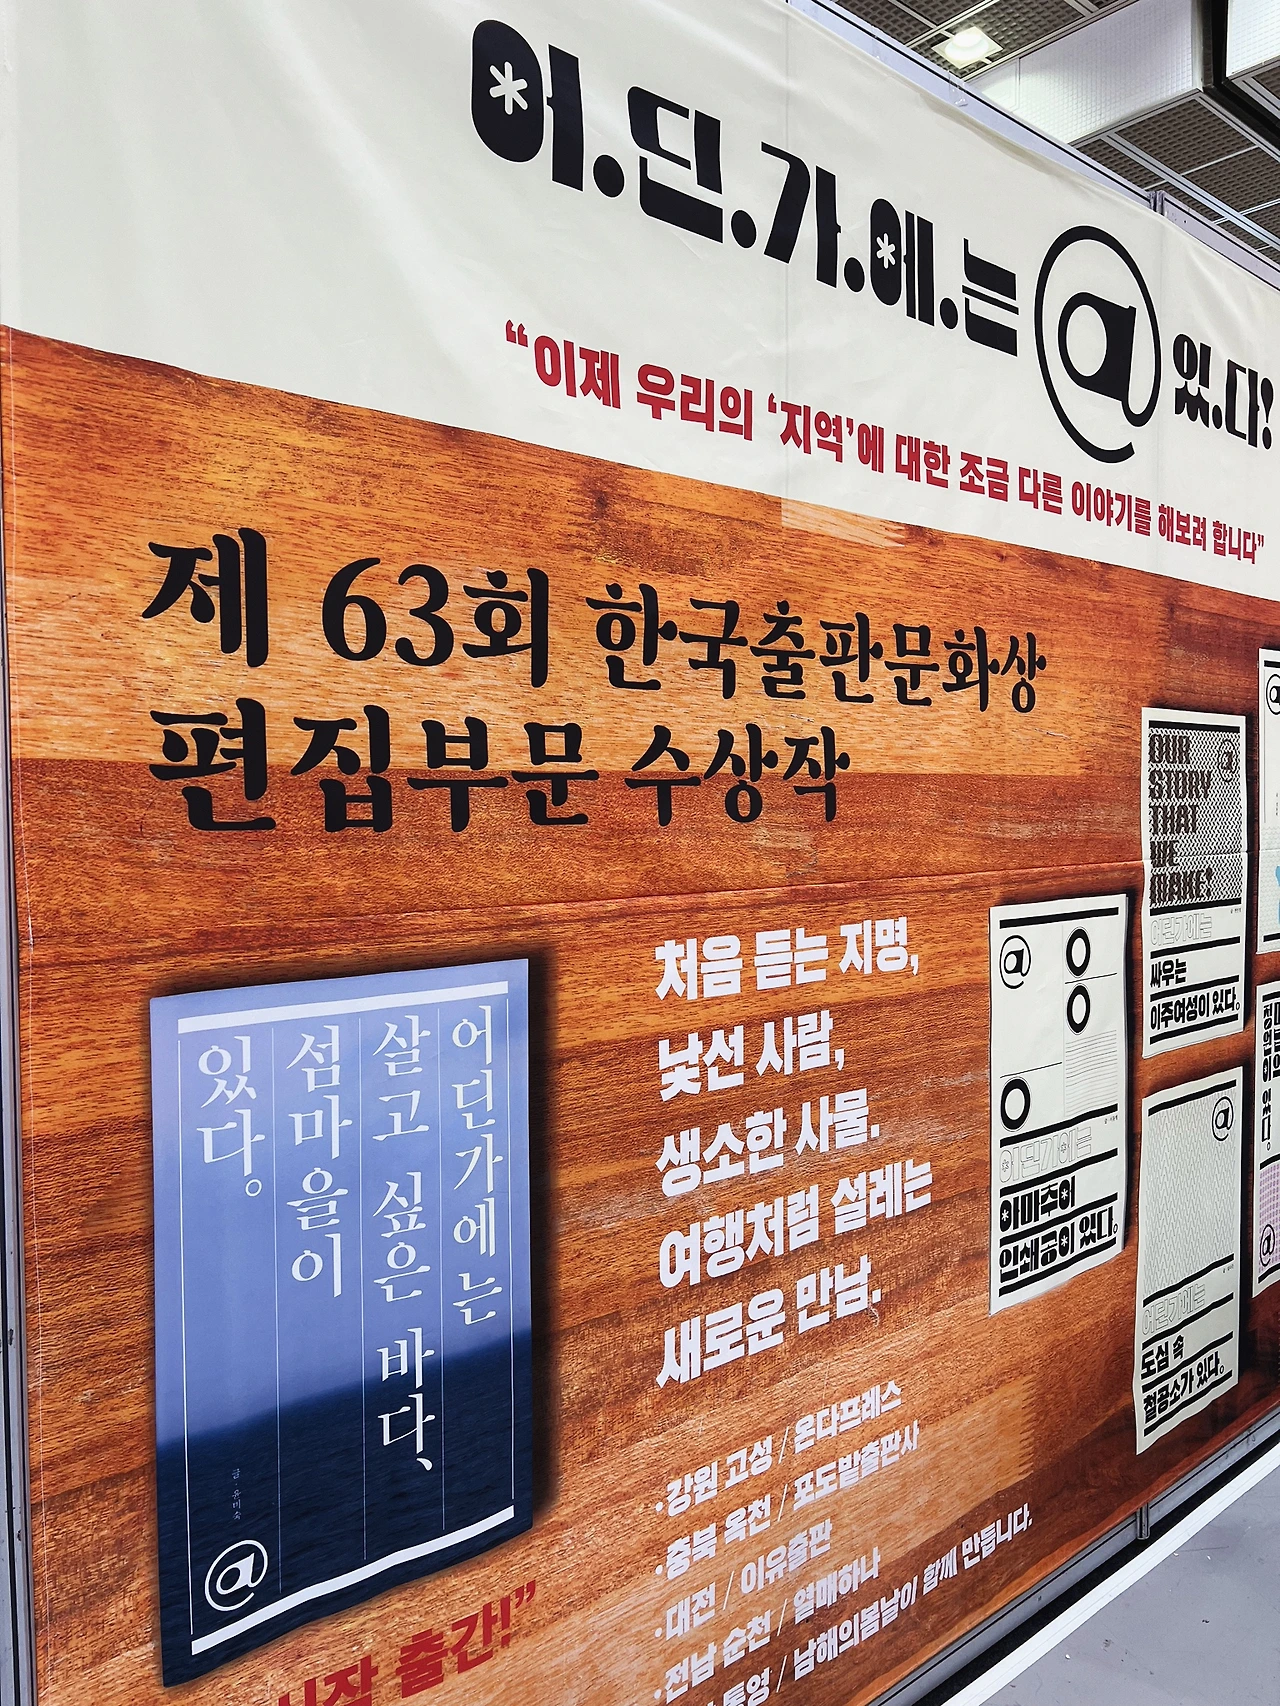 어.딘.가.에.는 @ 있.다!
“이제 우리의 ‘지역’에 대한 조금 다른 이야기를 해보려 합니다”
제 63회 한국출판문화상
편집부문 수상작
어딘가에는
살고 싶은 바다,
섬마을이
있다。
글 · 윤미숙
@
출간!”
처음 듣는 지명,
낯선 사람,
생소한 사물.
여행처럼 설레는
새로운 만남.
·강원 고성 / 온다프레스
·충북 옥천 / 포도밭출판사
·대전 / 이유출판
·전남 순천 / 열매하나
통영 / 남해의봄날이 함께 만듭니다.
@
어딘가에는
아마추어
인쇄공이 있다。
@
OUR
STORY
THAT
WE
MAKE!
어딘가에는
싸우는
이주여성이 있다。
@
어딘가에는
도심 속
철공소가 있다。
@
@